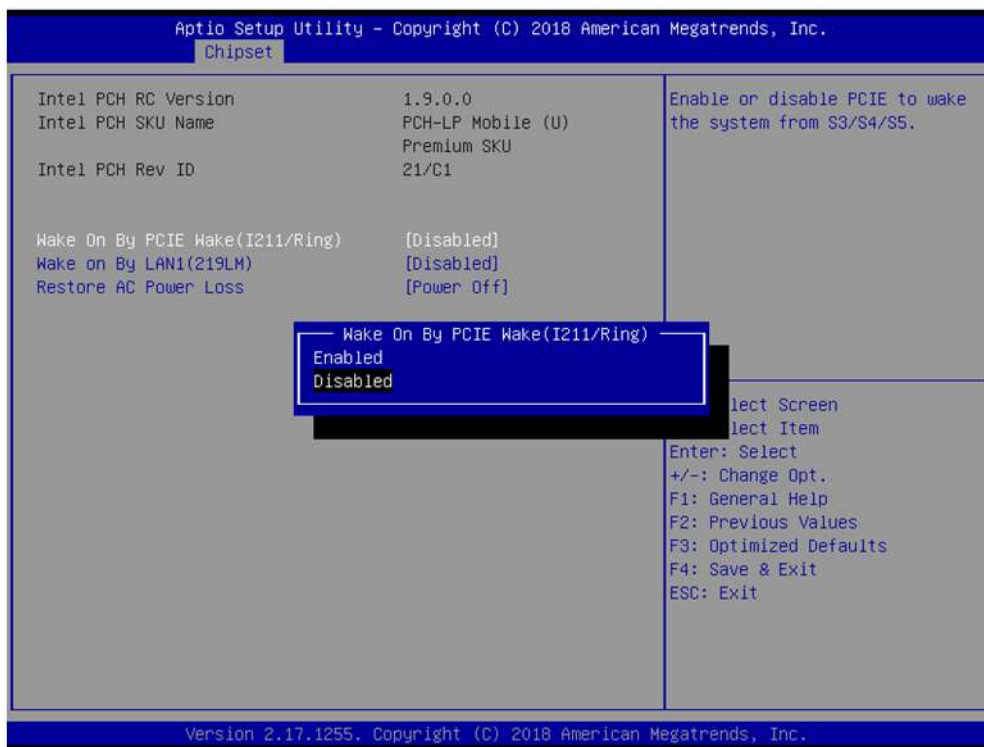 Aptio Setup Utility – Copyright (C) 2018 American Megatrends, Inc.
Chipset
Intel PCH RC Version 1.9.0.0
Intel PCH SKU Name PCH-LP Mobile (U)
Premium SKU
Intel PCH Rev ID 21/C1
Wake On By PCIE Wake(I211/Ring) [Disabled]
Wake on By LAN1(219LM) [Disabled]
Restore AC Power Loss [Power Off]
Wake On By PCIE Wake(I211/Ring)
Enabled
Disabled
Enable or disable PCIE to wake
the system from S3/S4/S5.
lect Screen
lect Item
Enter: Select
+/-: Change Opt.
F1: General Help
F2: Previous Values
F3: Optimized Defaults
F4: Save & Exit
ESC: Exit
Version 2.17.1255. Copyright (C) 2018 American Megatrends, Inc.